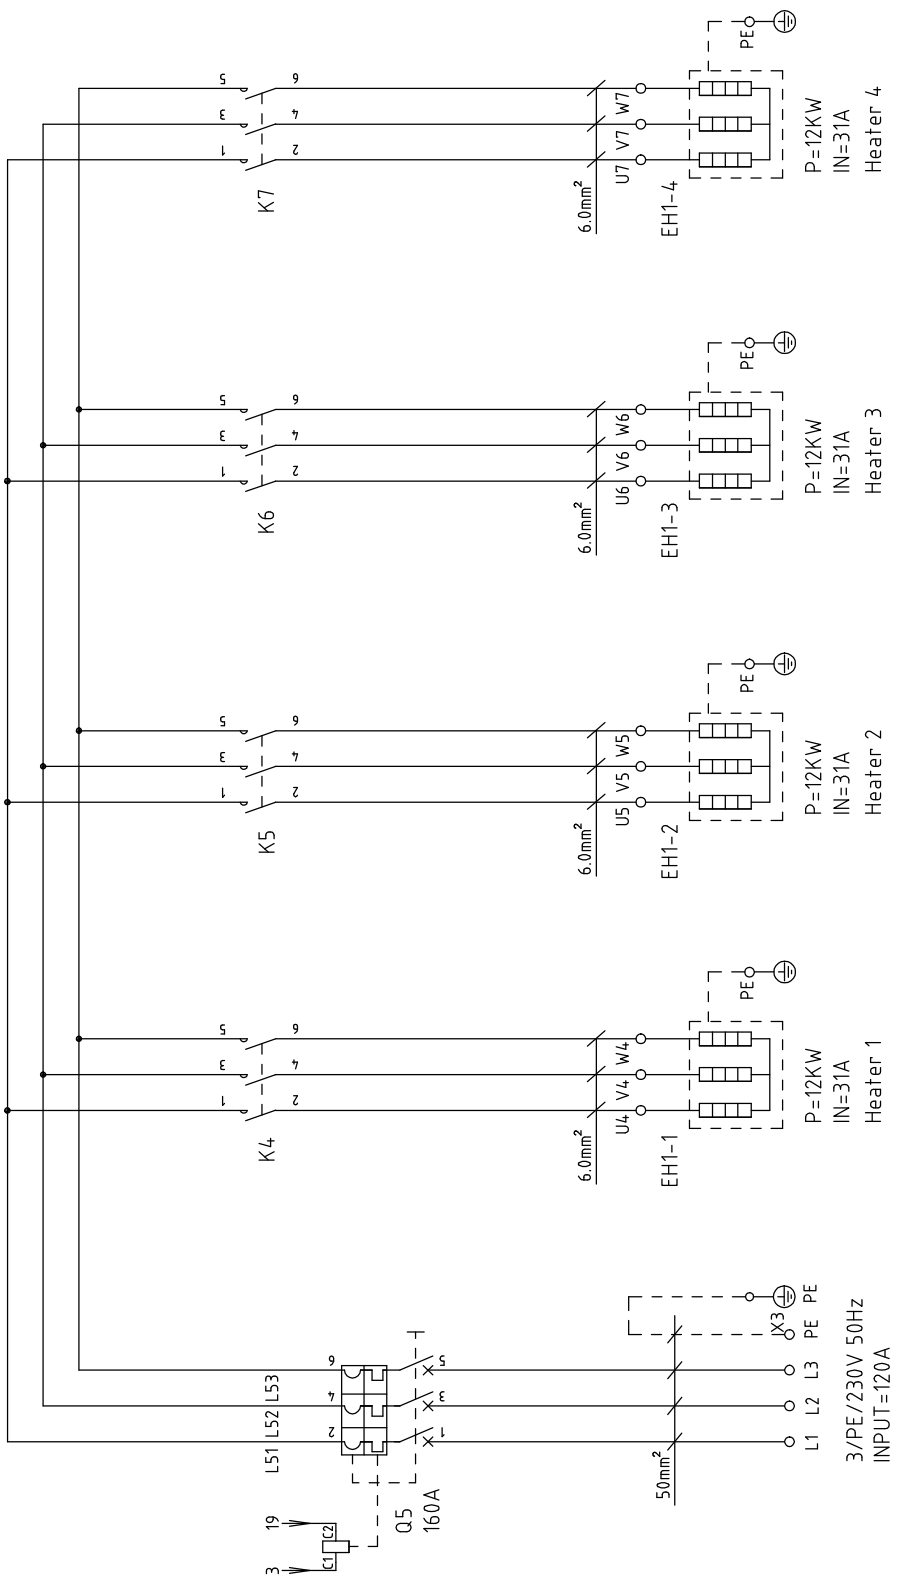 19
3
C2
C1
Q5
160A
L51
L52
L53
2
4
6
1
3
5
50mm²
X3
L1
L2
L3
PE
PE
3/PE/230V 50Hz
INPUT=120A
K4
1
3
5
2
4
6
6.0mm²
U4
V4
W4
EH1-1
PE
P=12KW
IN=31A
Heater 1
K5
1
3
5
2
4
6
6.0mm²
U5
V5
W5
EH1-2
PE
P=12KW
IN=31A
Heater 2
K6
1
3
5
2
4
6
6.0mm²
U6
V6
W6
EH1-3
PE
P=12KW
IN=31A
Heater 3
K7
1
3
5
2
4
6
6.0mm²
U7
V7
W7
EH1-4
PE
P=12KW
IN=31A
Heater 4